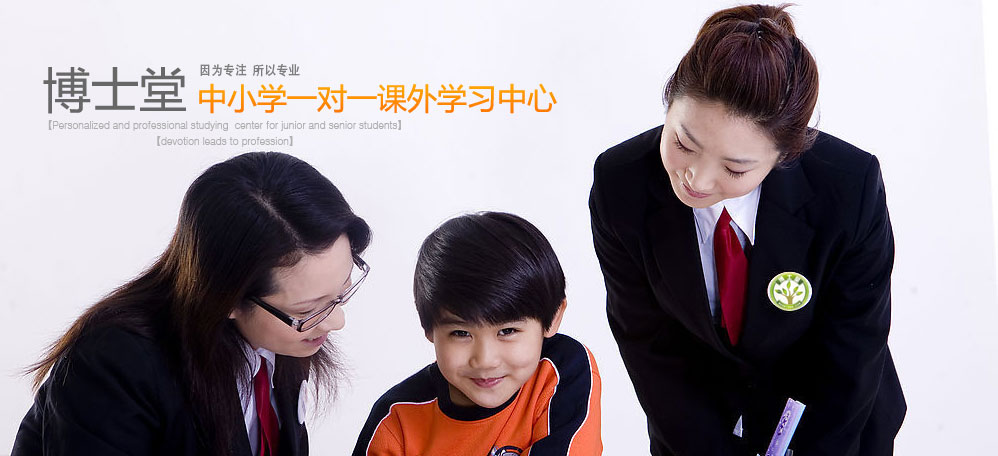 博士堂
因为专注 所以专业
中小学一对一课外学习中心
【Personalized and professional studying center for junior and senior students】
【devotion leads to profession】